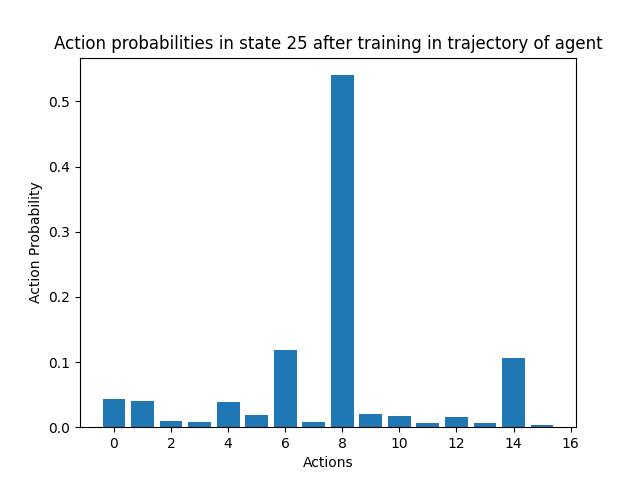 Action probabilities in state 25 after training in trajectory of agent
0.5
0.4
0.3
0.2
0.1
0.0
Action Probability
0 2 4 6 8 10 12 14 16
Actions